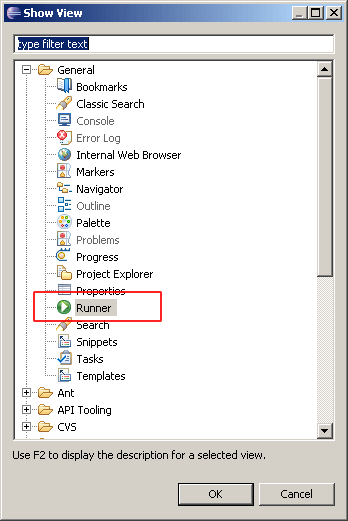 Show View
type filter text
General
Bookmarks
Classic Search
Console
Error Log
Internal Web Browser
Markers
Navigator
Outline
Palette
Problems
Progress
Project Explorer
Properties
Runner
Search
Snippets
Tasks
Templates
Ant
API Tooling
CVS
Use F2 to display the description for a selected view.
OK Cancel